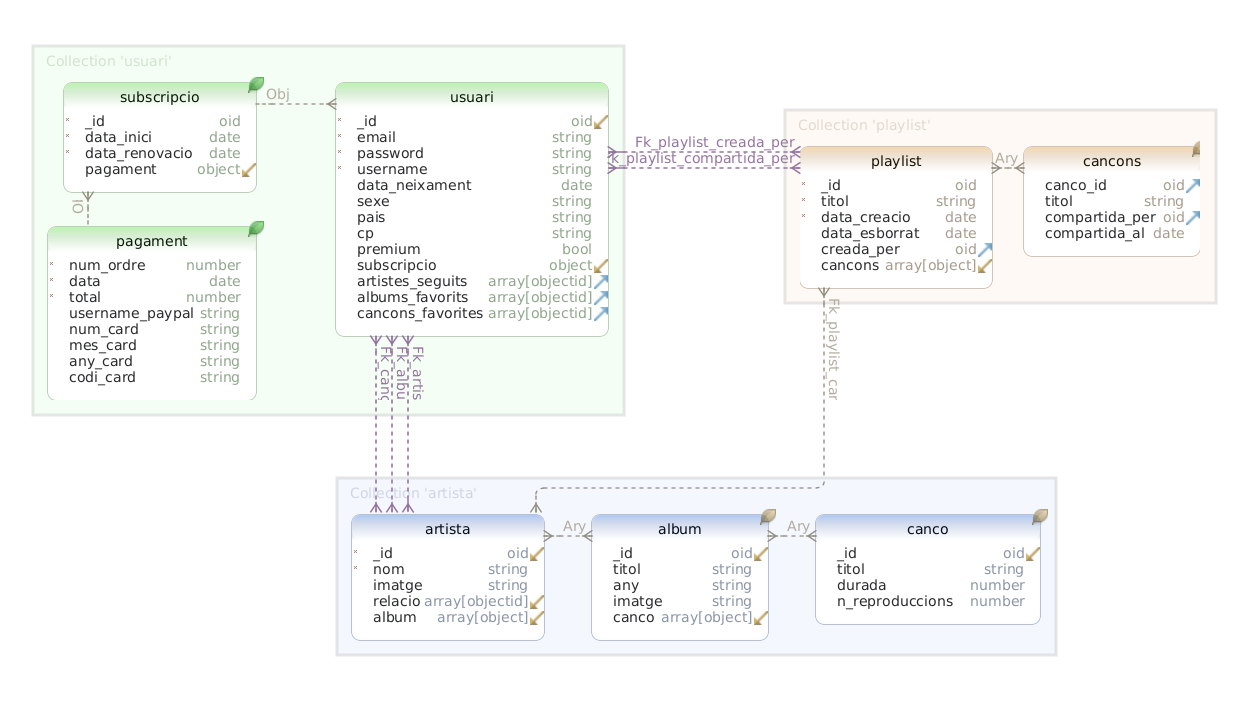 Collection 'usuari'
subscripcio
_id oid
data_inici date
data_renovacio date
pagament object
Obj
pagament
num_ordre number
data date
total number
username_paypal string
num_card string
mes_card string
any_card string
codi_card string
usuari
_id oid
email string
password string
username string
data_neixament date
sexe string
pais string
cp string
premium bool
subscripcio object
artistes_seguits array[objectid]
albums_favorits array[objectid]
cancons_favorites array[objectid]
Fk_playlist_creada_per
k_playlist_compartida_per
Collection 'playlist'
playlist
_id oid
titol string
data_creacio date
data_esborrat date
creada_per oid
cancons array[object]
Ary
cancons
canco_id oid
titol string
compartida_per oid
compartida_al date
Fk_canc
Fk_albu
Fk_artis
Fk_playlist_car
Collection 'artista'
artista
_id oid
nom string
imatge string
relacio array[objectid]
album array[object]
Ary
album
_id oid
titol string
any string
imatge string
canco array[object]
Ary
canco
_id oid
titol string
durada number
n_reproduccions number